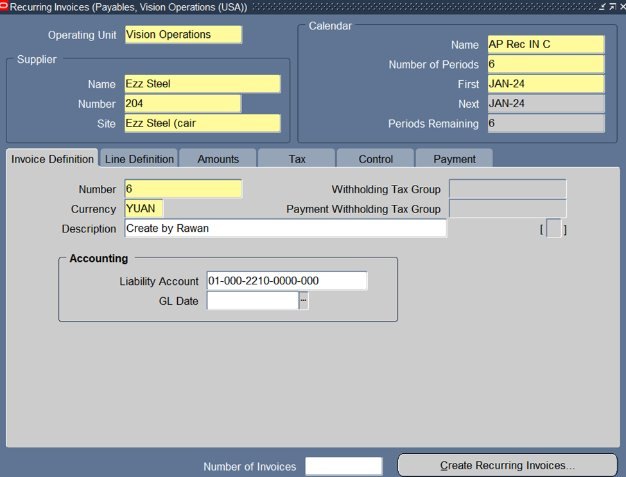 Recurring Invoices (Payables, Vision Operations (USA))
Operating Unit Vision Operations
Supplier
Name Ezz Steel
Number 204
Site Ezz Steel (cair
Calendar
Name AP Rec IN C
Number of Periods 6
First JAN-24
Next JAN-24
Periods Remaining 6
Invoice Definition Line Definition Amounts Tax Control Payment
Number 6
Currency YUAN
Description Create by Rawan
Withholding Tax Group
Payment Withholding Tax Group
[ ]
Accounting
Liability Account 01-000-2210-0000-000
GL Date ...
Number of Invoices
Create Recurring Invoices...